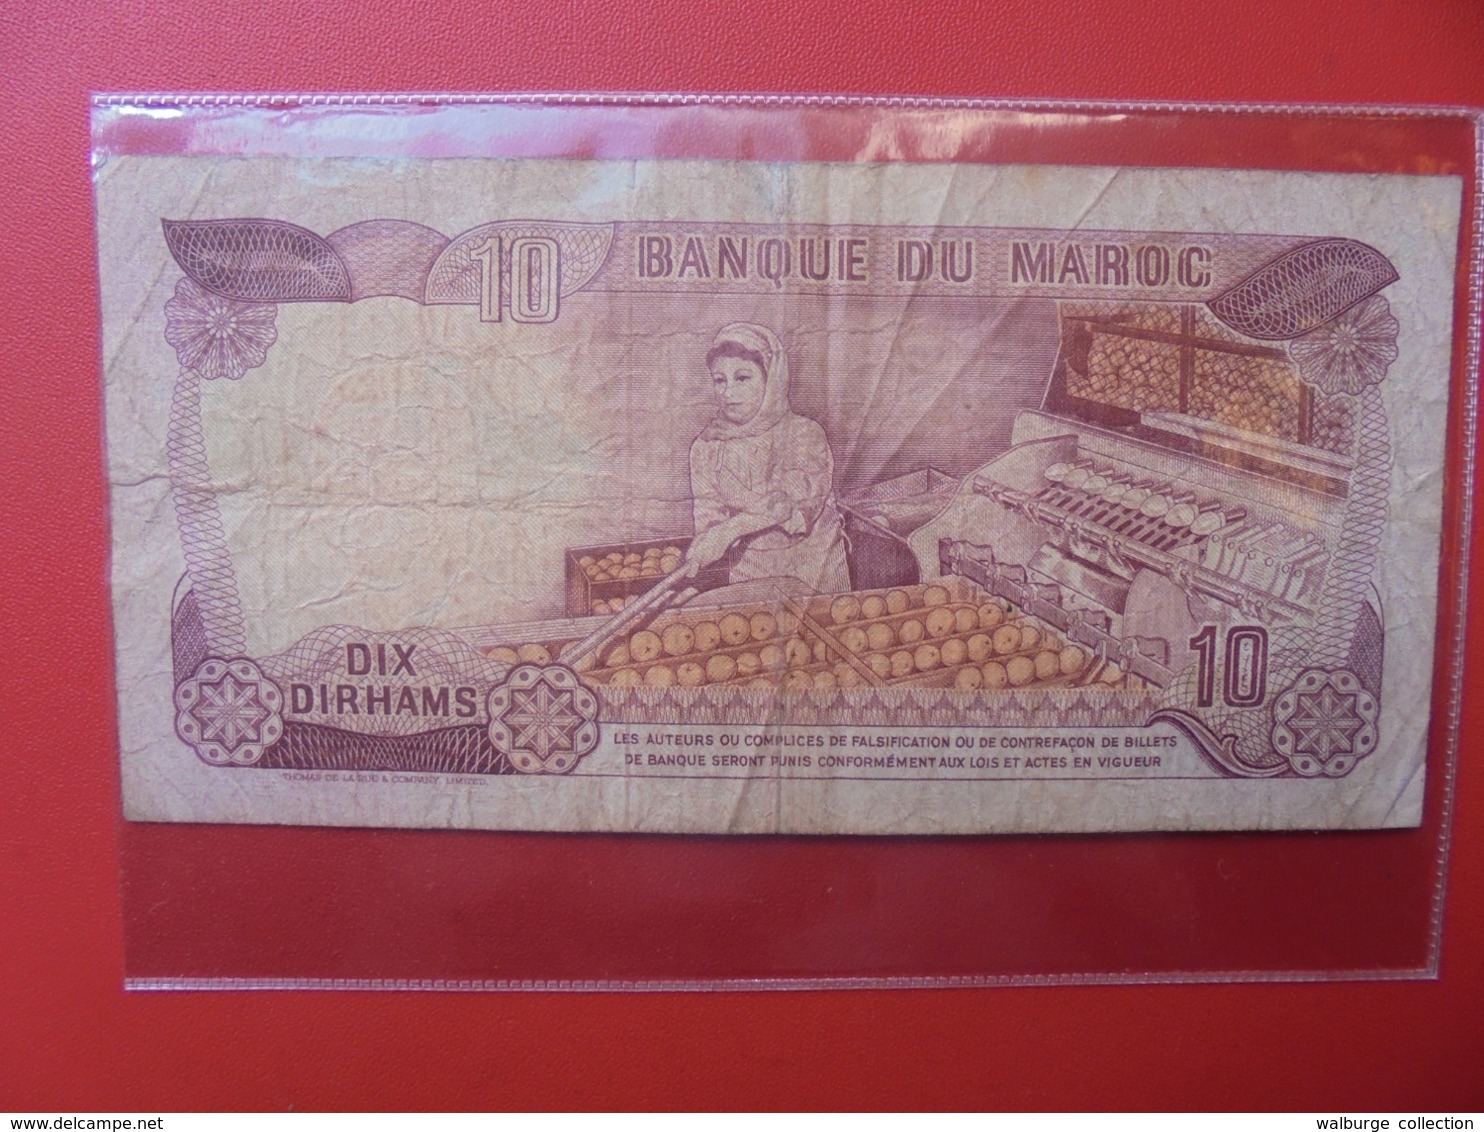 10 BANQUE DU MAROC
DIX
DIRHAMS
10
LES AUTEURS OU COMPLICES DE FALSIFICATION OU DE CONTREFAÇON DE BILLETS
DE BANQUE SERONT PUNIS CONFORMÉMENT AUX LOIS ET ACTES EN VIGUEUR
THOMAS DE LA RUE & COMPANY, LIMITED.
www.delcampe.net
walburge collection